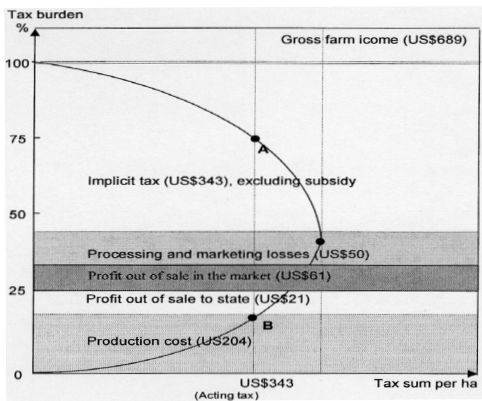 Tax burden
%
Gross farm icome (US$689)
100
75
A
Implicit tax (US$343), excluding subsidy
50
Processing and marketing losses (US$50)
Profit out of sale in the market (US$61)
25
Profit out of sale to state (US$21)
B
Production cost (US204)
0
US$343
Tax sum per ha
(Acting tax)